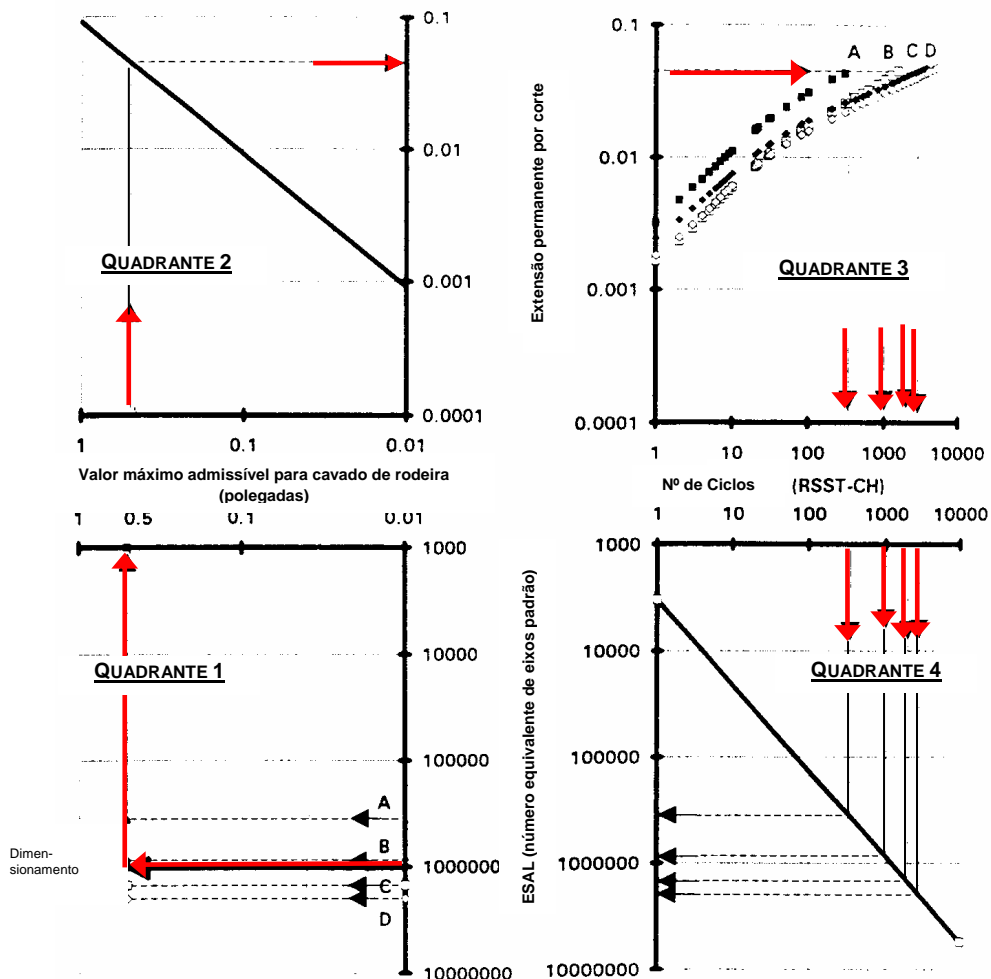 0.1
0.01
0.001
0.0001
QUADRANTE 2
1
0.1
0.01
Valor máximo admissível para cavado de rodeira
(polegadas)
Extensão permanente por corte
0.1
0.01
0.001
0.0001
A B C D
QUADRANTE 3
1 10 100 1000 10000
Nº de Ciclos (RSST-CH)
1 0.5 0.1 0.01
1000
10000
100000
1000000
10000000
QUADRANTE 1
A
B
C
D
Dimen-
sionamento
ESAL (número equivalente de eixos padrão)
1 10 100 1000 10000
1000
10000
100000
1000000
10000000
QUADRANTE 4